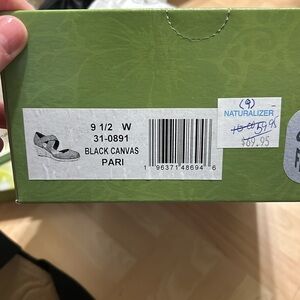 (9)
NATURALIZER
$69.95
9 1/2 W
31-0891
BLACK CANVAS
PARI
1 96371 48694 6